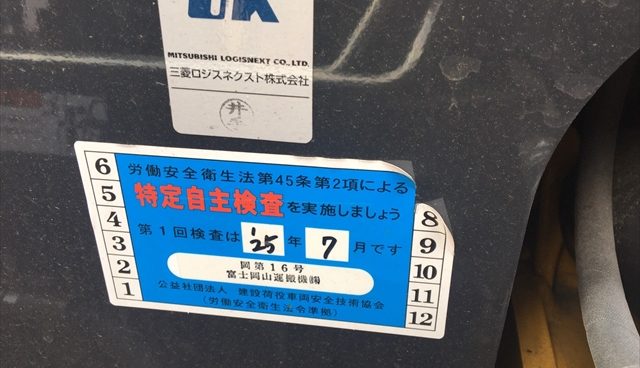 UX
MITSUBISHI LOGISNEXT CO., LTD.
三菱ロジスネクスト株式会社
井
労働安全衛生法第45条第2項による
特定自主検査を実施しましょう
第1回検査は'25年7月です
岡第16号
富士岡山運搬機㈱
公益社団法人 建設荷役車両安全技術協会
(労働安全衛生法令準拠)
6
5
4
3
2
1
8
9
10
11
12